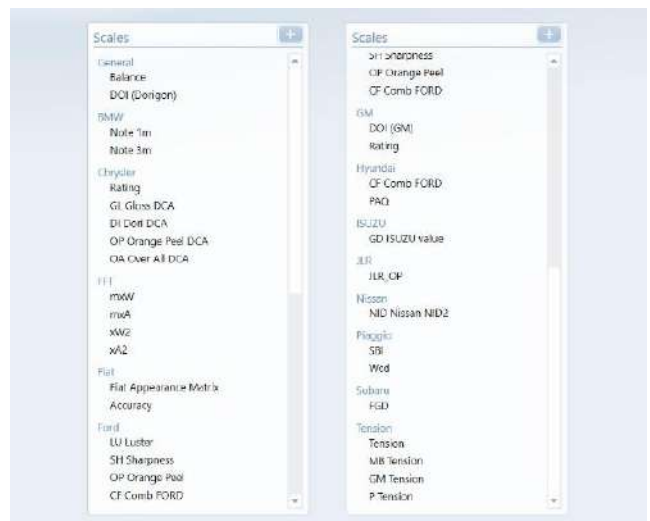 Scales
General
Balance
DOI (Dorigon)
BMW
Note 1m
Note 3m
Chrysler
Rating
GL Gloss DCA
DI Dori DCA
OP Orange Peel DCA
OA Over All DCA
FFT
mxW
mxA
xW2
xA2
Fiat
Fiat Appearance Matrix
Accuracy
Ford
LU Luster
SH Sharpness
OP Orange Peel
CF Comb FORD
Scales
SH Sharpness
OP Orange Peel
CF Comb FORD
GM
DOI (GM)
Rating
Hyundai
CF Comb FORD
PAQ
ISUZU
GD ISUZU value
JLR
JLR_OP
Nissan
NID Nissan NID2
Piaggio
SBI
Subaru
FGD
Tension
Tension
MB Tension
GM Tension
P Tension